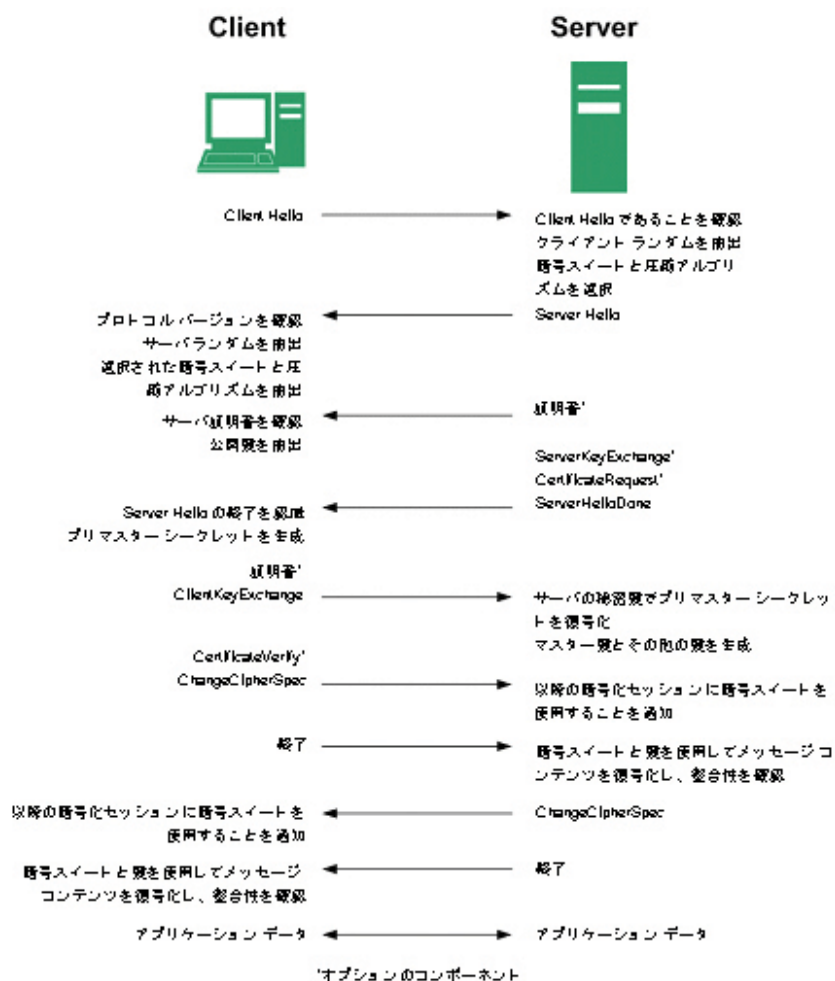 Client
Server
Client Hello
Client Hello であることを確認
クライアント ランダムを抽出
暗号スイートと圧縮アルゴリ
ズムを選択
プロトコル バージョンを確認
サーバ ランダムを抽出
選択された暗号スイートと圧
縮アルゴリズムを抽出
Server Hello
サーバ証明書を確認
公開鍵を抽出
証明書*
ServerKeyExchange*
CertificateRequest*
ServerHelloDone
Server Hello の終了を認識
プリマスター シークレットを生成
証明書*
ClientKeyExchange
サーバの秘密鍵でプリマスター シークレッ
トを復号化
マスター鍵とその他の鍵を生成
CertificateVerify*
ChangeCipherSpec
以降の暗号化セッションに暗号スイートを
使用することを通知
終了
暗号スイートと鍵を使用してメッセージ コ
ンテンツを復号化し、整合性を確認
以降の暗号化セッションに暗号スイートを
使用することを通知
ChangeCipherSpec
暗号スイートと鍵を使用してメッセージ
コンテンツを復号化し、整合性を確認
終了
アプリケーション データ
アプリケーション データ
*オプションのコンポーネント